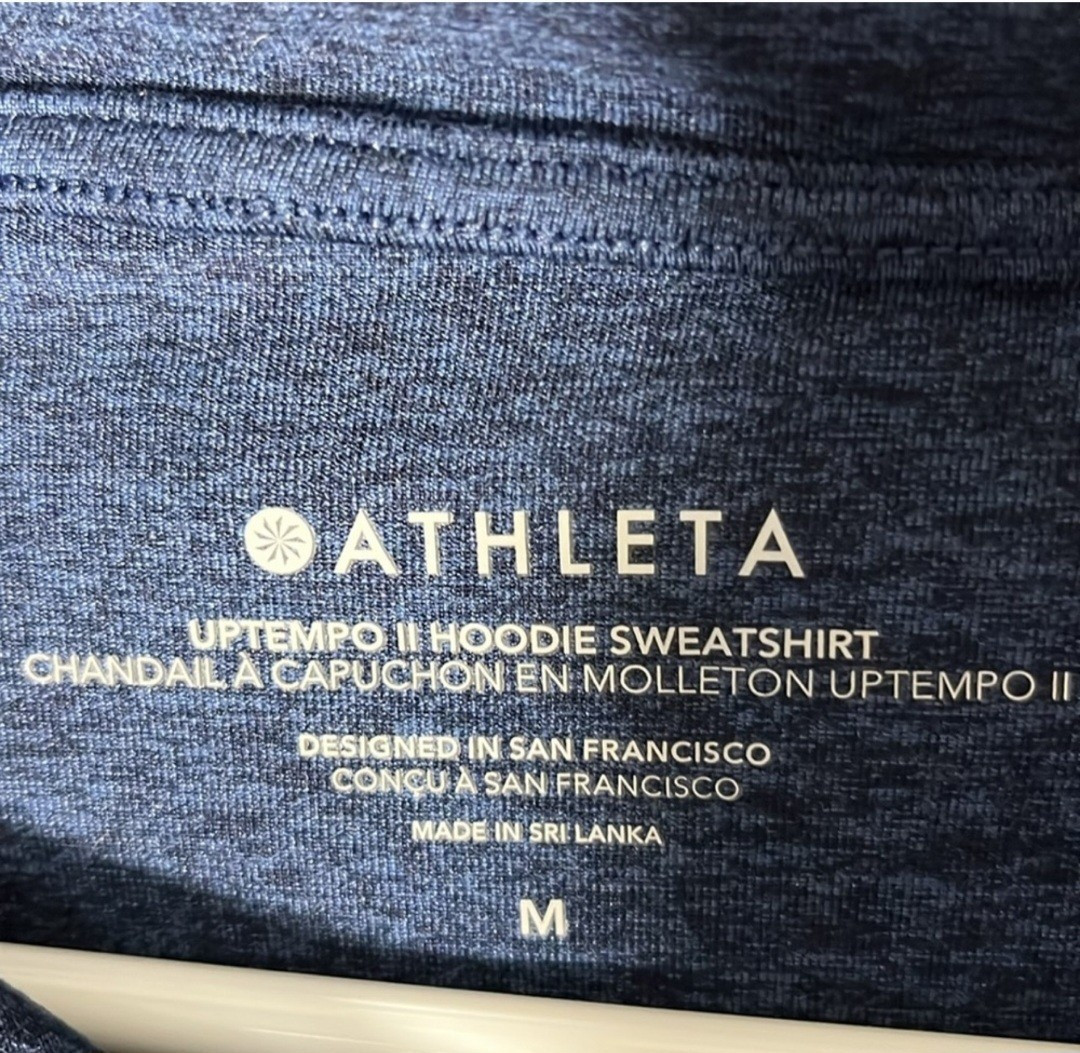 ATHLETA
UPTEMPO II HOODIE SWEATSHIRT
CHANDAIL À CAPUCHON EN MOLLETON UPTEMPO II
DESIGNED IN SAN FRANCISCO
CONÇU À SAN FRANCISCO
MADE IN SRI LANKA
M